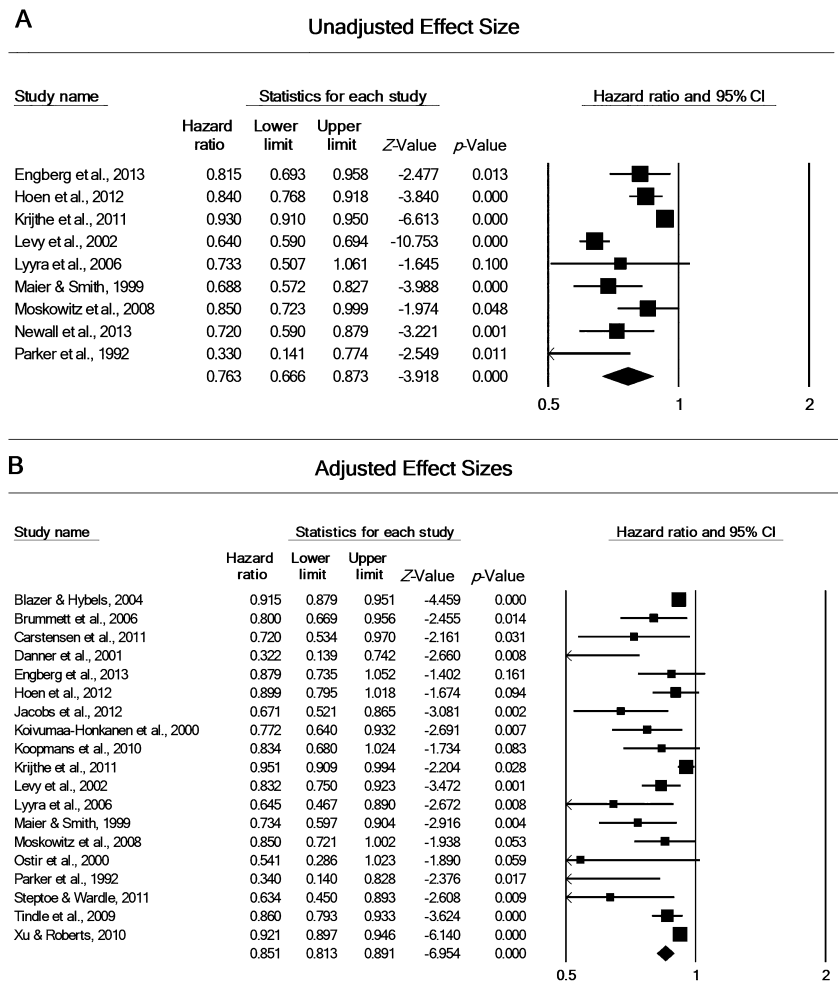 A
Unadjusted Effect Size
Study name Statistics for each study Hazard ratio and 95% CI
Hazard Lower Upper
ratio limit limit Z-Value p-Value
Engberg et al., 2013 0.815 0.693 0.958 -2.477 0.013
Hoen et al., 2012 0.840 0.768 0.918 -3.840 0.000
Krijthe et al., 2011 0.930 0.910 0.950 -6.613 0.000
Levy et al., 2002 0.640 0.590 0.694 -10.753 0.000
Lyyra et al., 2006 0.733 0.507 1.061 -1.645 0.100
Maier & Smith, 1999 0.688 0.572 0.827 -3.988 0.000
Moskowitz et al., 2008 0.850 0.723 0.999 -1.974 0.048
Newall et al., 2013 0.720 0.590 0.879 -3.221 0.001
Parker et al., 1992 0.330 0.141 0.774 -2.549 0.011
0.763 0.666 0.873 -3.918 0.000
0.5 1 2
B
Adjusted Effect Sizes
Study name Statistics for each study Hazard ratio and 95% CI
Hazard Lower Upper
ratio limit limit Z-Value p-Value
Blazer & Hybels, 2004 0.915 0.879 0.951 -4.459 0.000
Brummett et al., 2006 0.800 0.669 0.956 -2.455 0.014
Carstensen et al., 2011 0.720 0.534 0.970 -2.161 0.031
Danner et al., 2001 0.322 0.139 0.742 -2.660 0.008
Engberg et al., 2013 0.879 0.735 1.052 -1.402 0.161
Hoen et al., 2012 0.899 0.795 1.018 -1.674 0.094
Jacobs et al., 2012 0.671 0.521 0.865 -3.081 0.002
Koivumaa-Honkanen et al., 2000 0.772 0.640 0.932 -2.691 0.007
Koopmans et al., 2010 0.834 0.680 1.024 -1.734 0.083
Krijthe et al., 2011 0.951 0.909 0.994 -2.204 0.028
Levy et al., 2002 0.832 0.750 0.923 -3.472 0.001
Lyyra et al., 2006 0.645 0.467 0.890 -2.672 0.008
Maier & Smith, 1999 0.734 0.597 0.904 -2.916 0.004
Moskowitz et al., 2008 0.850 0.721 1.002 -1.938 0.053
Ostir et al., 2000 0.541 0.286 1.023 -1.890 0.059
Parker et al., 1992 0.340 0.140 0.828 -2.376 0.017
Steptoe & Wardle, 2011 0.634 0.450 0.893 -2.608 0.009
Tindle et al., 2009 0.860 0.793 0.933 -3.624 0.000
Xu & Roberts, 2010 0.921 0.897 0.946 -6.140 0.000
0.851 0.813 0.891 -6.954 0.000
0.5 1 2